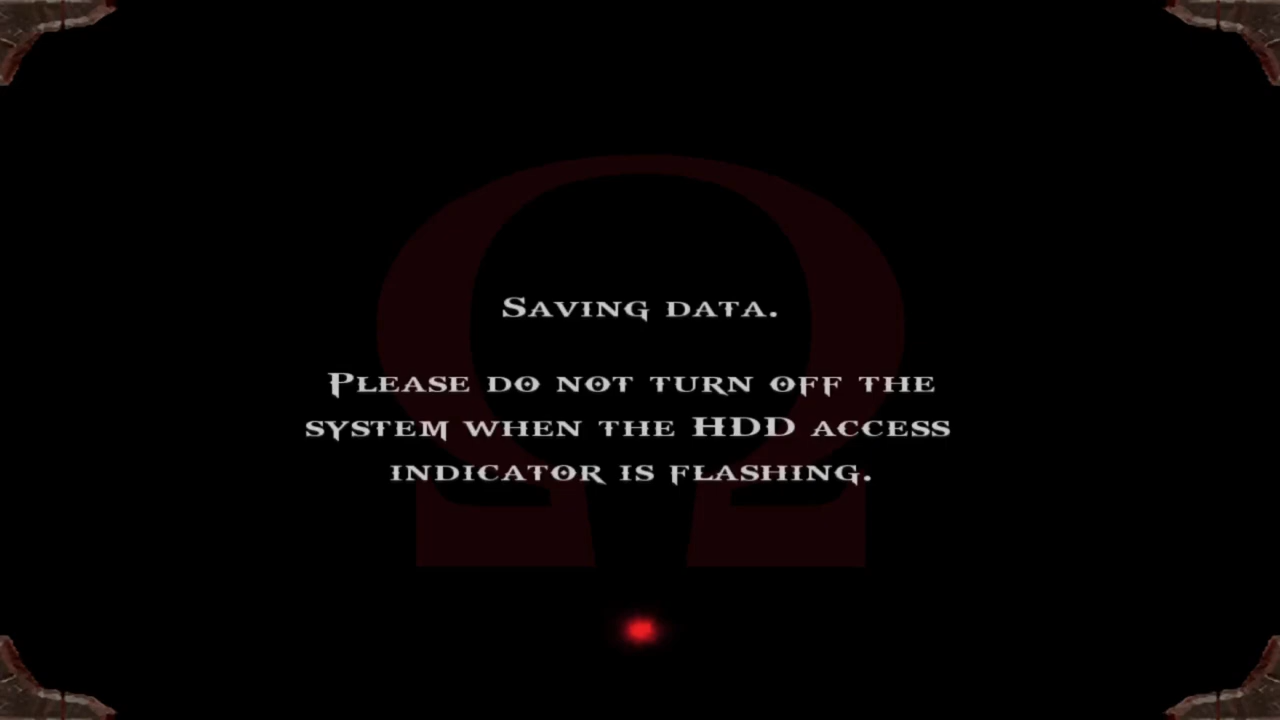 Saving data.
Please do not turn off the
system when the HDD access
indicator is flashing.